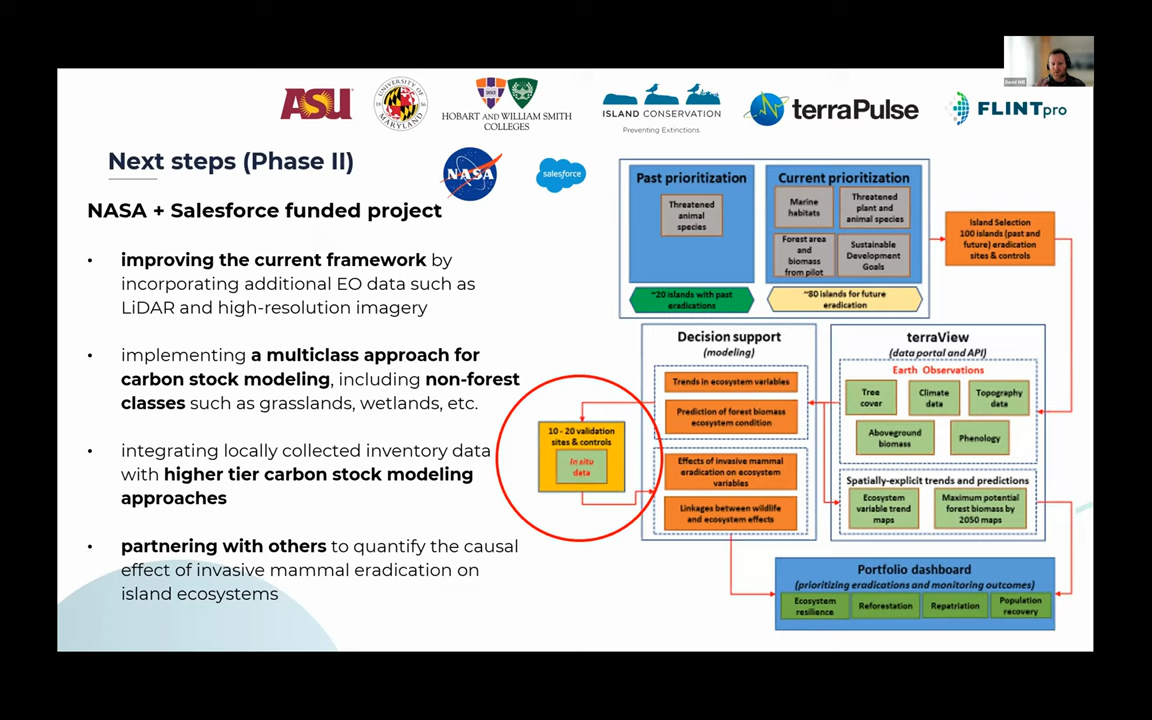 ASU
UNIVERSITY OF
MARYLAND
HOBART AND WILLIAM SMITH
COLLEGES
ISLAND CONSERVATION
Preventing Extinctions
terraPulse
FLINTpro
David Will
Next steps (Phase II)
NASA
salesforce
NASA + Salesforce funded project
• improving the current framework by
incorporating additional EO data such as
LiDAR and high-resolution imagery
• implementing a multiclass approach for
carbon stock modeling, including non-forest
classes such as grasslands, wetlands, etc.
• integrating locally collected inventory data
with higher tier carbon stock modeling
approaches
• partnering with others to quantify the causal
effect of invasive mammal eradication on
island ecosystems
Past prioritization
Threatened
animal
species
~20 islands with past
eradications
Current prioritization
Marine
habitats
Threatened
plant and
animal species
Forest area
and
biomass
from pilot
Sustainable
Development
Goals
~80 islands for future
eradication
Island Selection
100 islands (past and
future) eradication
sites & controls
Decision support
(modeling)
Trends in ecosystem variables
Prediction of forest biomass
ecosystem condition
Effects of invasive mammal
eradication on ecosystem
variables
Linkages between wildlife
and ecosystem effects
10 - 20 validation
sites & controls
In situ
data
terraView
(data portal and API)
Earth Observations
Tree
cover
Climate
data
Topography
data
Aboveground
biomass
Phenology
Spatially-explicit trends and predictions
Ecosystem
variable trend
maps
Maximum potential
forest biomass by
2050 maps
Portfolio dashboard
(prioritizing eradications and monitoring outcomes)
Ecosystem
resilience
Reforestation
Repatriation
Population
recovery